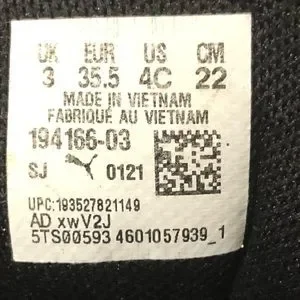 UK EUR US CM
3 35.5 4C 22
MADE IN VIETNAM
FABRIQUÉ AU VIETNAM
194166-03
SJ 0121
UPC:193527821149
AD xwV2J
5TS00593 4601057939_1